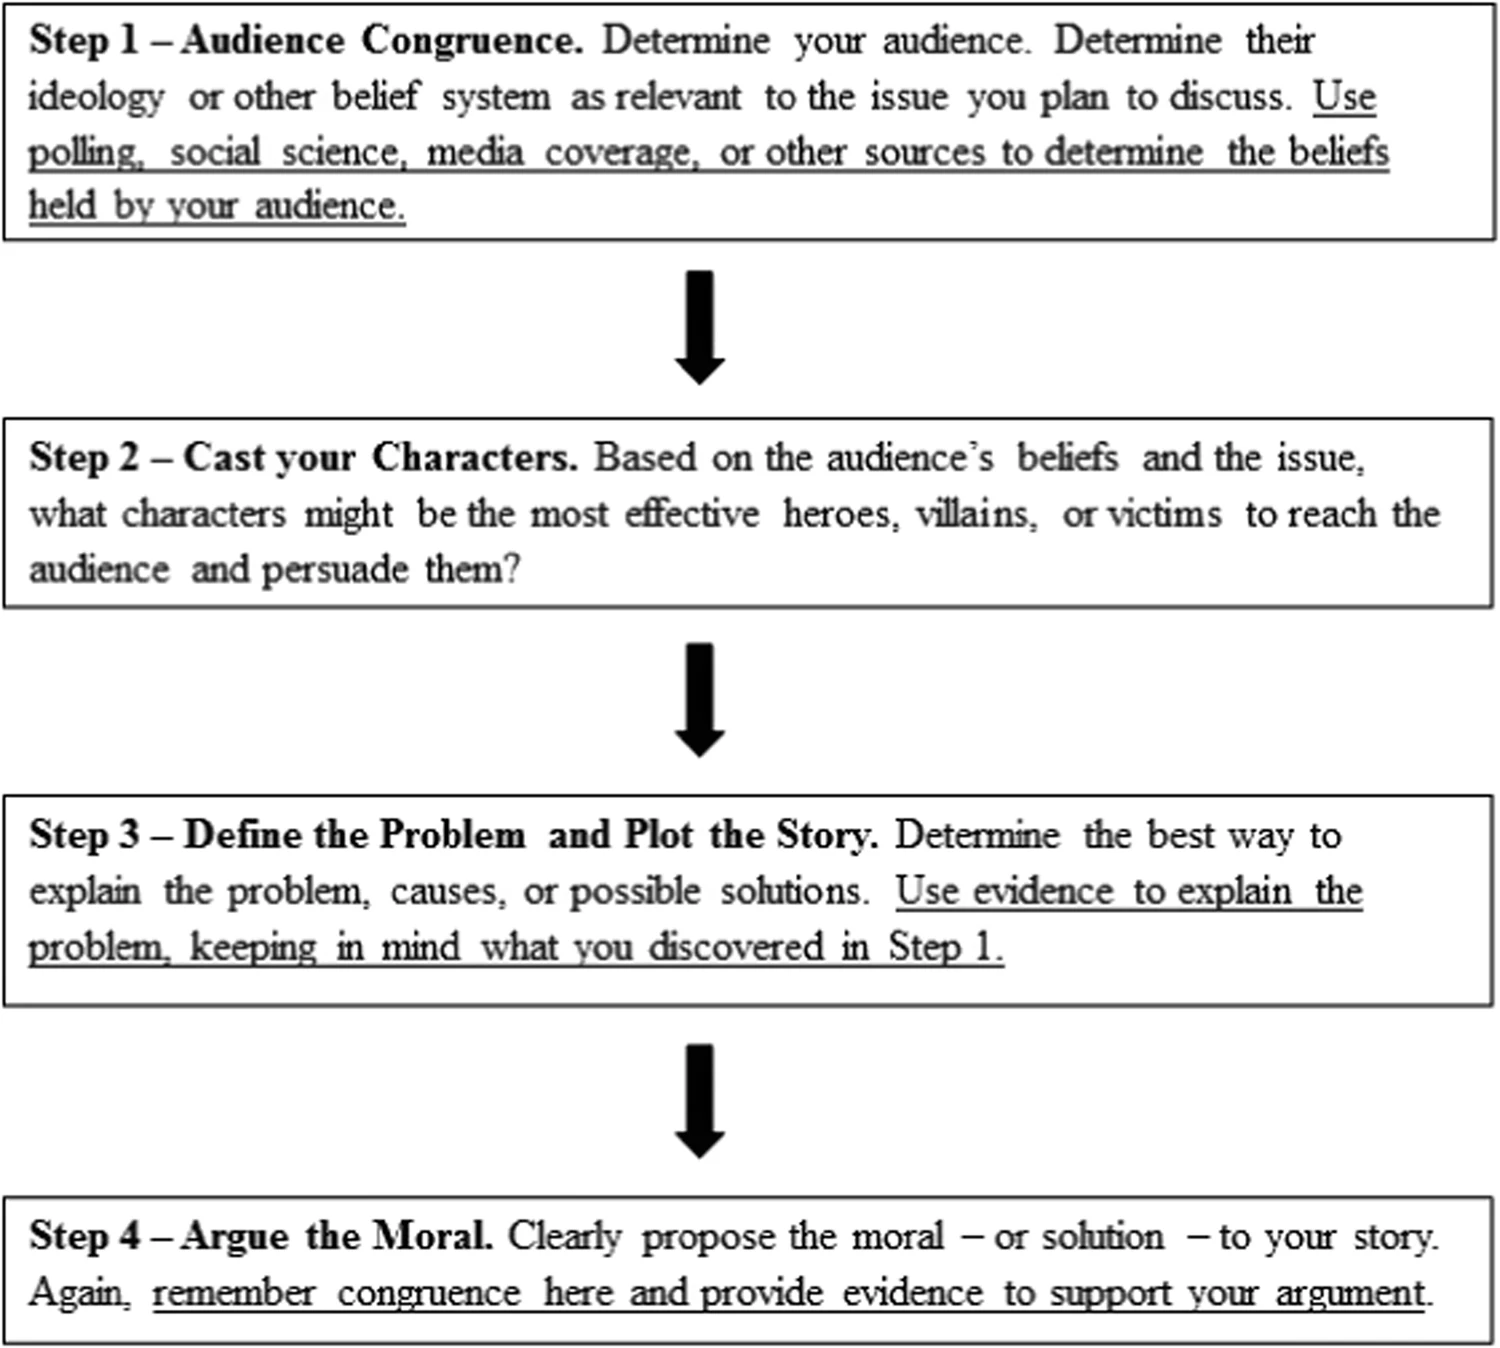 Step 1 – Audience Congruence. Determine your audience. Determine their
ideology or other belief system as relevant to the issue you plan to discuss. Use
polling, social science, media coverage, or other sources to determine the beliefs
held by your audience.
Step 2 – Cast your Characters. Based on the audience's beliefs and the issue,
what characters might be the most effective heroes, villains, or victims to reach the
audience and persuade them?
Step 3 – Define the Problem and Plot the Story. Determine the best way to
explain the problem, causes, or possible solutions. Use evidence to explain the
problem, keeping in mind what you discovered in Step 1.
Step 4 – Argue the Moral. Clearly propose the moral – or solution – to your story.
Again, remember congruence here and provide evidence to support your argument.